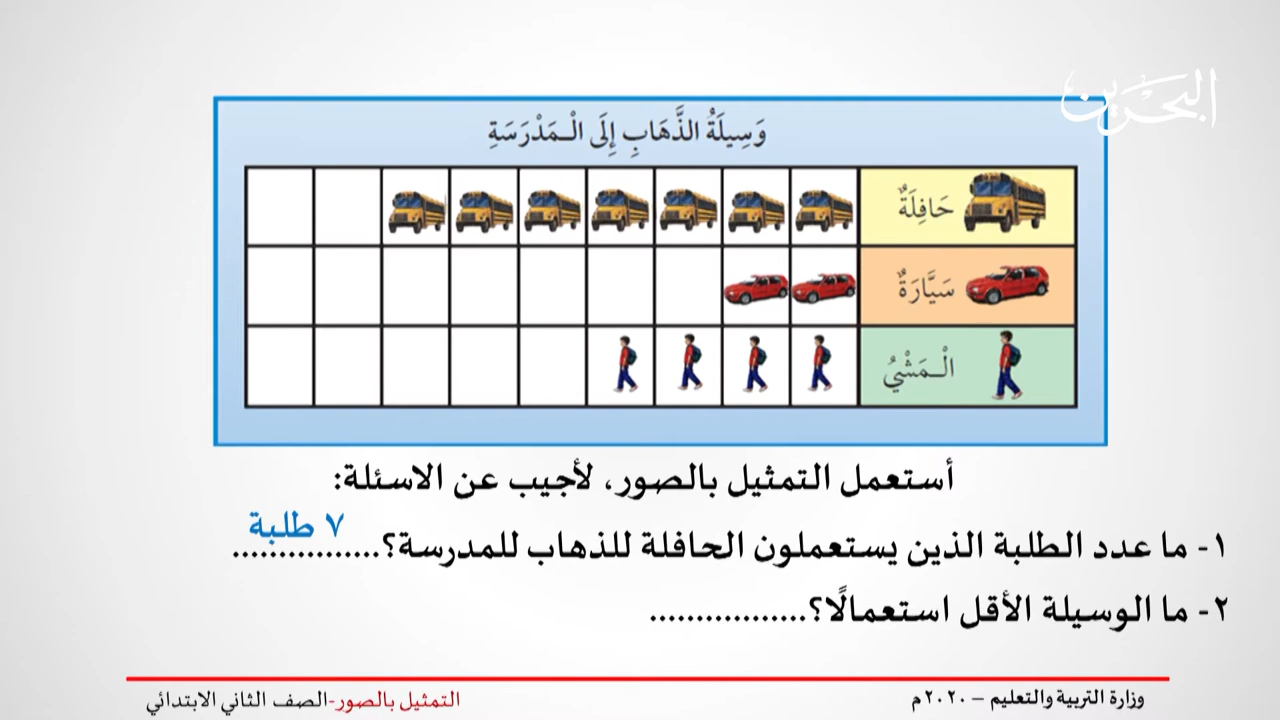 البحرين
وَسِيلَةُ الذَّهَابِ إِلَى الْـمَدْرَسَةِ
حَافِلَةٌ
سَيَّارَةٌ
الْـمَشْيُ
أستعمل التمثيل بالصور، لأجيب عن الاسئلة:
١- ما عدد الطلبة الذين يستعملون الحافلة للذهاب للمدرسة؟................ ٧ طلبة
٢- ما الوسيلة الأقل استعمالًا؟.................
وزارة التربية والتعليم – ٢٠٢٠م
التمثيل بالصور-الصف الثاني الابتدائي